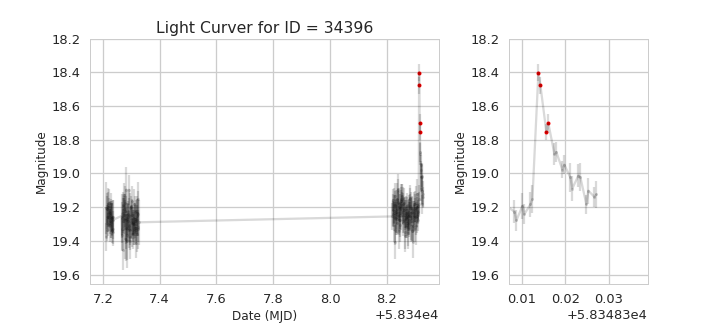 Light Curver for ID = 34396
Magnitude
18.2
18.4
18.6
18.8
19.0
19.2
19.4
19.6
7.2 7.4 7.6 7.8 8.0 8.2
Date (MJD)
+5.834e4
Magnitude
18.2
18.4
18.6
18.8
19.0
19.2
19.4
19.6
0.01 0.02 0.03
+5.83483e4